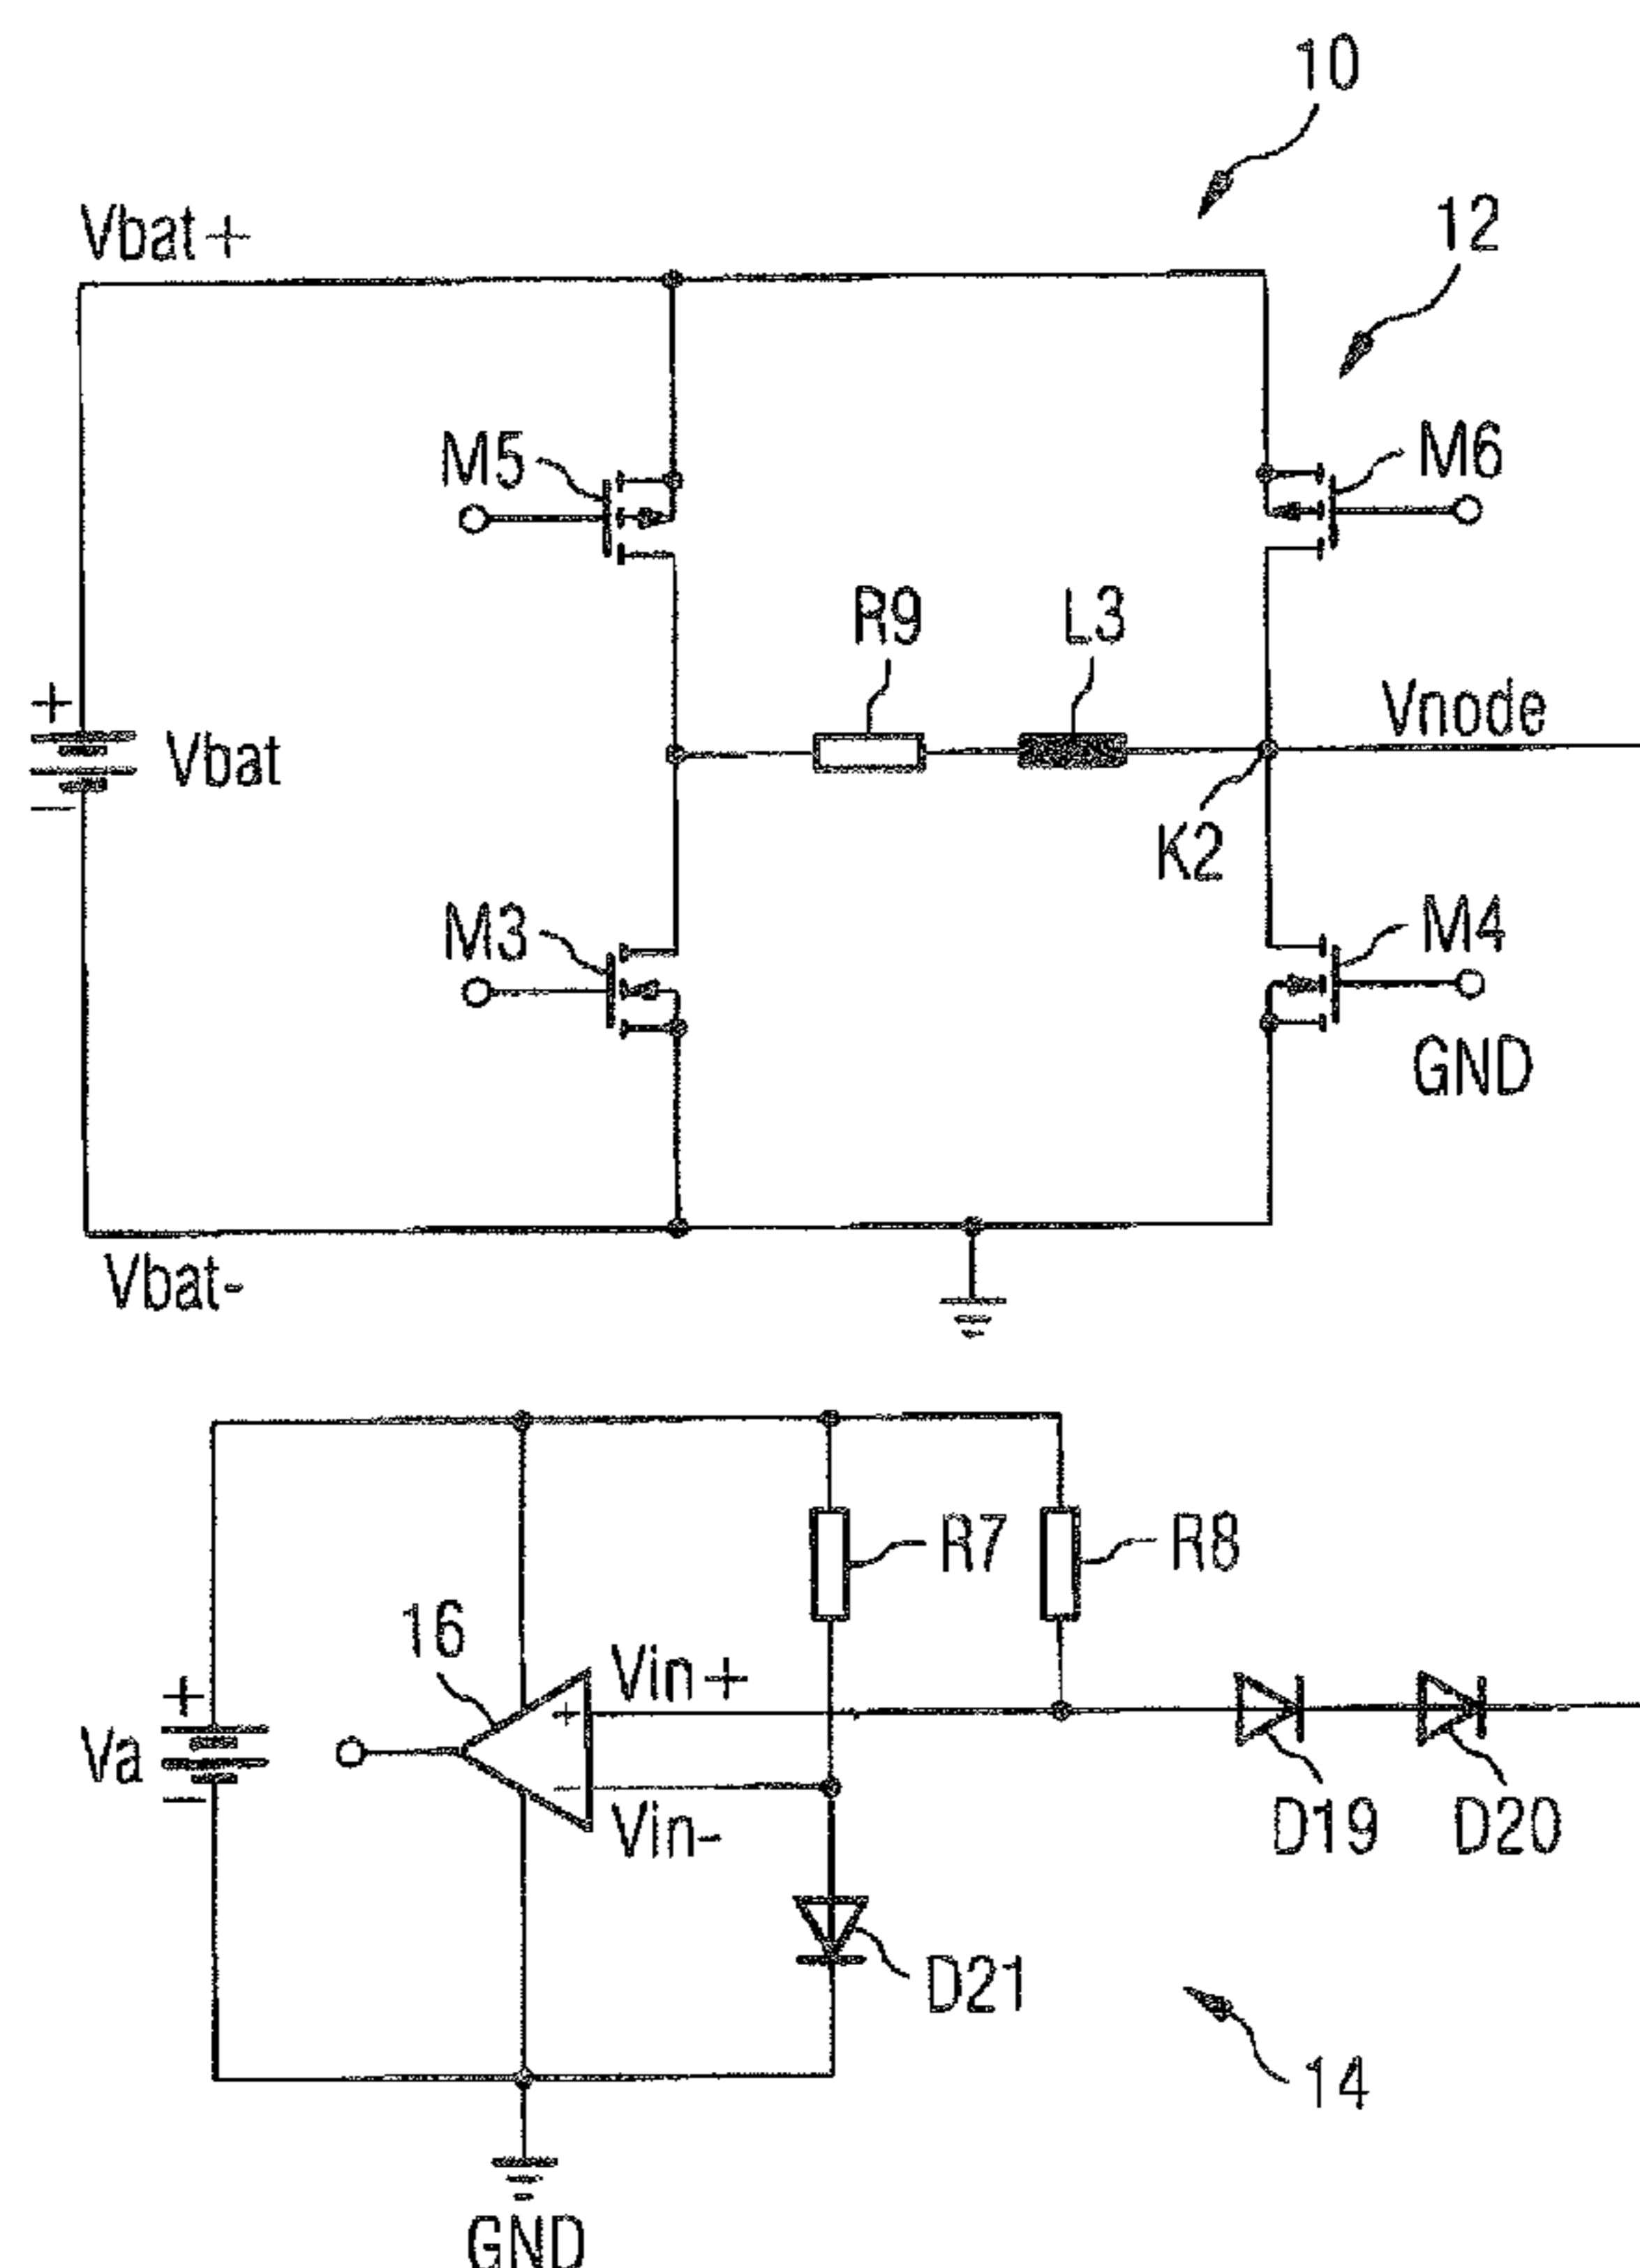 10
12
Vbat+
M5
M6
R9
L3
Vnode
+
Vbat
−
K2
M3
M4
GND
Vbat-
R7
R8
16
Vin+
+
+
Va
−
−
Vin-
D19
D20
D21
14
GND